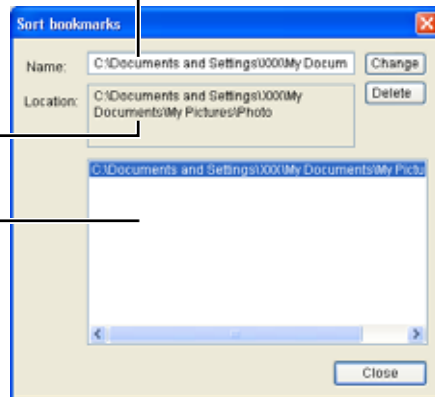 Sort bookmarks
Name: C:\Documents and Settings\XXX\My Docum Change
Location: C:\Documents and Settings\XXX\My
Documents\My Pictures\Photo
Delete
C:\Documents and Settings\XXX\My Documents\My Pictu
Close